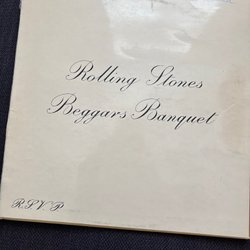 Rolling Stones
Beggars Banquet
R.S.V.P.